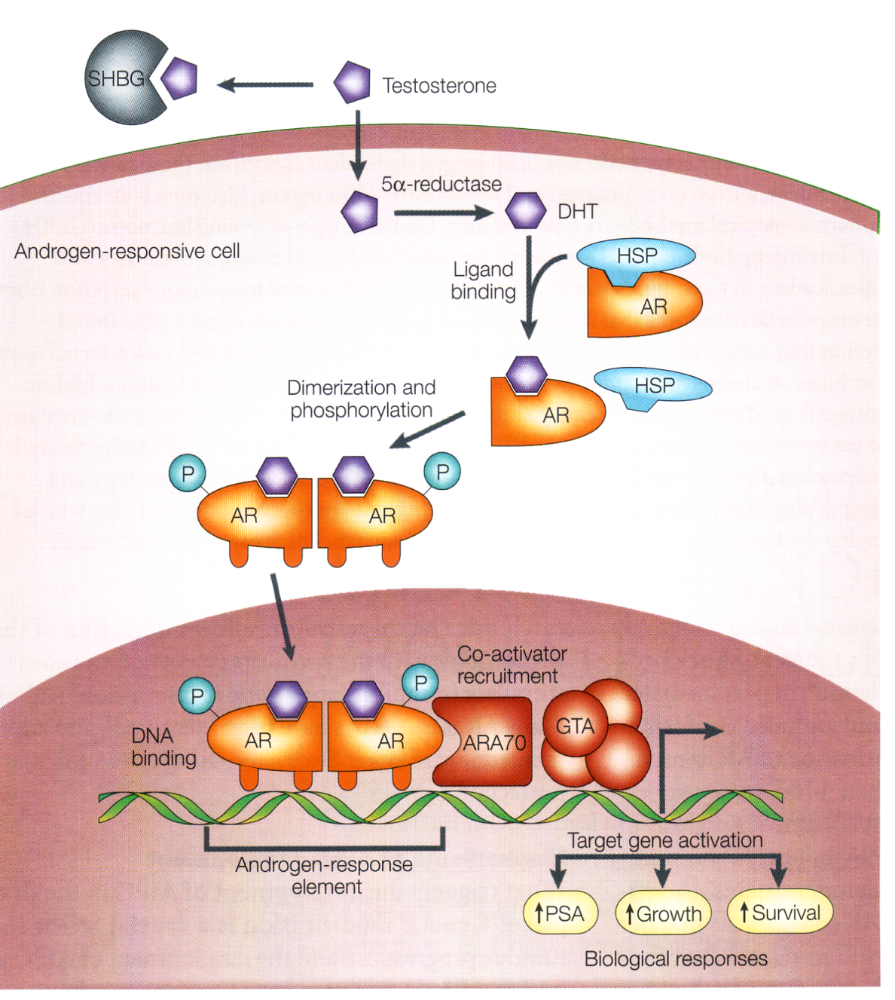 SHBG
Testosterone
5α-reductase
DHT
Androgen-responsive cell
HSP
Ligand
binding
AR
HSP
Dimerization and
phosphorylation
AR
P
P
AR
AR
Co-activator
recruitment
P
P
GTA
DNA
binding
AR
AR
ARA70
Target gene activation
Androgen-response
element
↑PSA
↑Growth
↑Survival
Biological responses